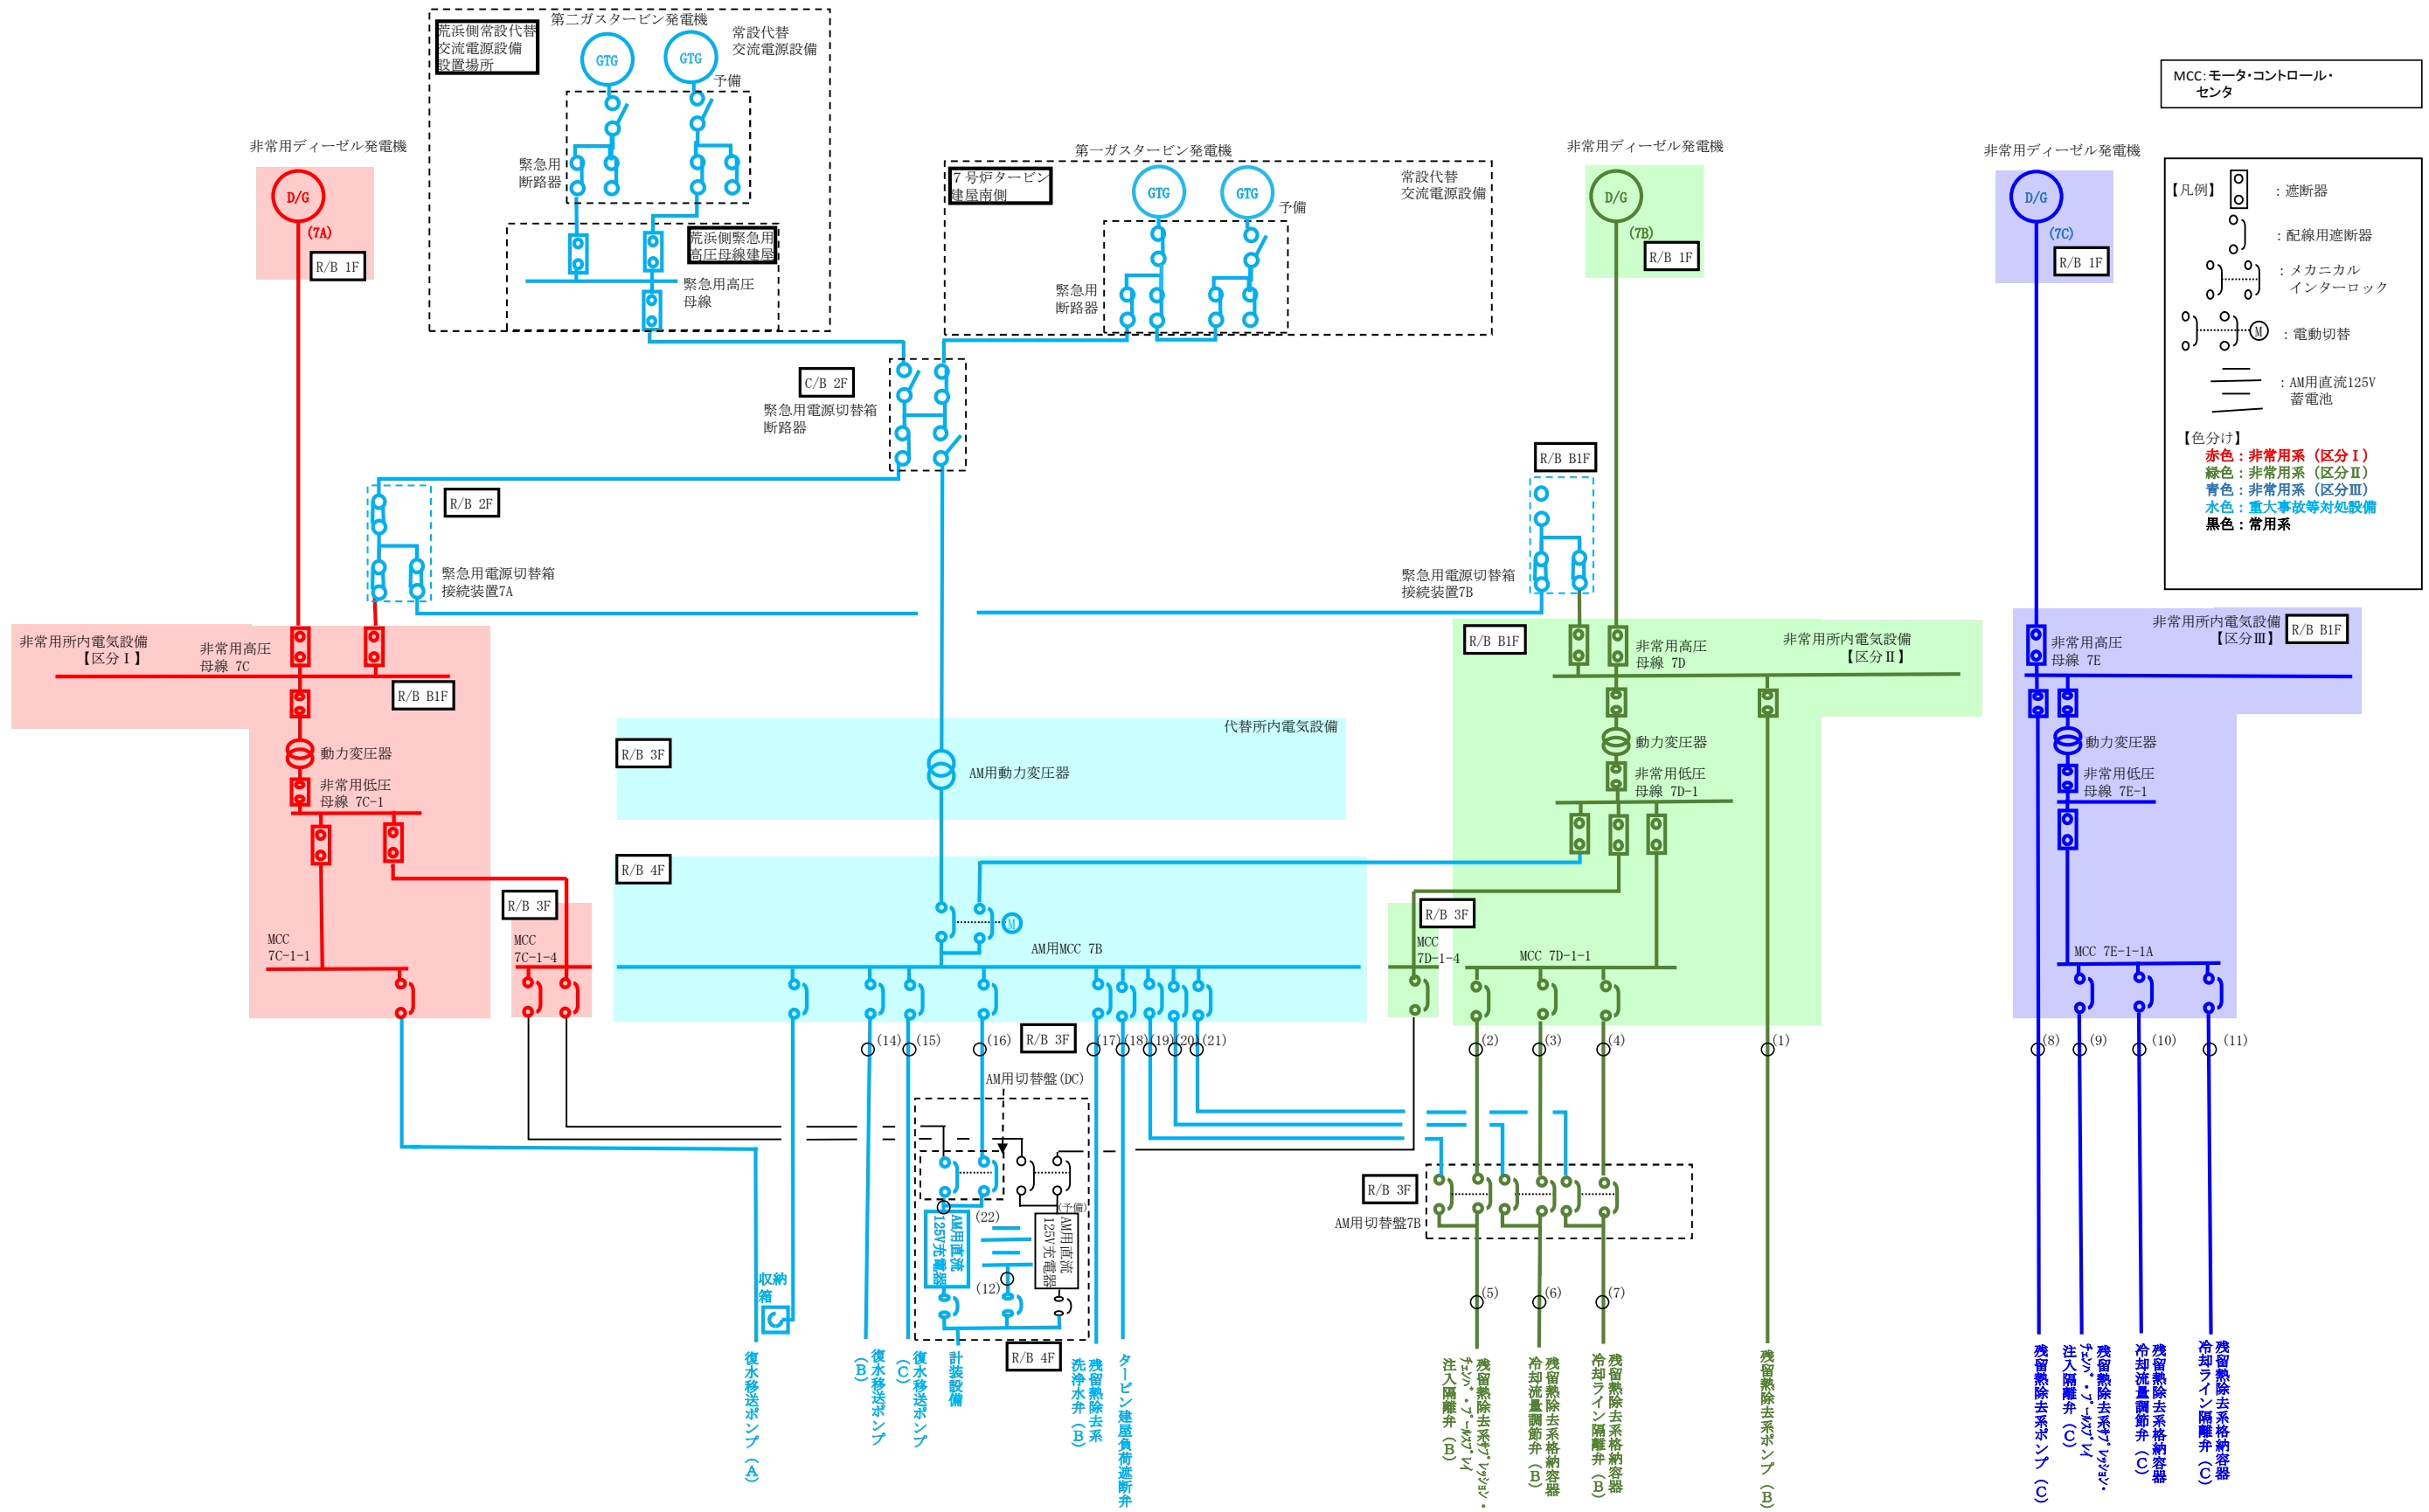 第二ガスタービン発電機
荒浜側常設代替
交流電源設備
設置場所
常設代替
交流電源設備
GTG
GTG
予備
緊急用
断路器
荒浜側緊急用
高圧母線建屋
緊急用高圧
母線
MCC:モータ・コントロール・
センタ
非常用ディーゼル発電機
D/G
(7A)
R/B 1F
第一ガスタービン発電機
7号炉タービン
建屋南側
常設代替
交流電源設備
GTG
GTG
予備
緊急用
断路器
非常用ディーゼル発電機
D/G
(7B)
R/B 1F
非常用ディーゼル発電機
D/G
(7C)
R/B 1F
【凡例】
:遮断器
:配線用遮断器
:メカニカル
インターロック
M
:電動切替
:AM用直流125V
蓄電池
【色分け】
赤色:非常用系(区分Ⅰ)
緑色:非常用系(区分Ⅱ)
青色:非常用系(区分Ⅲ)
水色:重大事故等対処設備
黒色:常用系
C/B 2F
緊急用電源切替箱
断路器
R/B 2F
緊急用電源切替箱
接続装置7A
R/B B1F
緊急用電源切替箱
接続装置7B
非常用所内電気設備
【区分Ⅰ】
非常用高圧
母線 7C
R/B B1F
動力変圧器
非常用低圧
母線 7C-1
MCC
7C-1-1
R/B 3F
MCC
7C-1-4
代替所内電気設備
R/B 3F
AM用動力変圧器
R/B 4F
M
AM用MCC 7B
R/B B1F
非常用高圧
母線 7D
非常用所内電気設備
【区分Ⅱ】
動力変圧器
非常用低圧
母線 7D-1
R/B 3F
MCC
7D-1-4
MCC 7D-1-1
非常用所内電気設備
【区分Ⅲ】
R/B B1F
非常用高圧
母線 7E
動力変圧器
非常用低圧
母線 7E-1
MCC 7E-1-1A
(14)
(15)
(16)
R/B 3F
(17)
(18)
(19)
(20)
(21)
(2)
(3)
(4)
(1)
(8)
(9)
(10)
(11)
AM用切替盤(DC)
(22)
AM用直流
125V充電器
(12)
(予備)
AM用直流
125V充電器
R/B 4F
R/B 3F
AM用切替盤7B
(5)
(6)
(7)
収納
箱
復水移送ポンプ(A)
復水移送ポンプ
(B)
復水移送ポンプ
(C)
計装設備
残留熱除去系
洗浄水弁(B)
タービン建屋負荷遮断弁
残留熱除去系ｻﾌﾟﾚｯｼｮﾝ・
ﾁｪﾝﾊﾞ・ﾌﾟｰﾙｽﾌﾟﾚｲ
注入隔離弁(B)
残留熱除去系格納容器
冷却流量調節弁(B)
残留熱除去系格納容器
冷却ライン隔離弁(B)
残留熱除去系ポンプ(B)
残留熱除去系ポンプ(C)
残留熱除去系ｻﾌﾟﾚｯｼｮﾝ・
ﾁｪﾝﾊﾞ・ﾌﾟｰﾙｽﾌﾟﾚｲ
注入隔離弁(C)
残留熱除去系格納容器
冷却流量調節弁(C)
残留熱除去系格納容器
冷却ライン隔離弁(C)